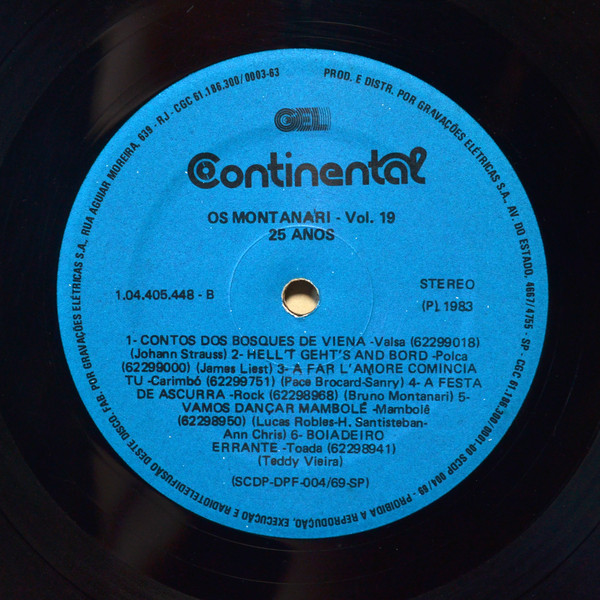 PROD. E DISTR. POR GRAVAÇÕES ELÉTRICAS S.A., AV. DO ESTADO, 4667/4755 - SP - CGC 61.186.300/0001-00 SCDP 004/69 - PROIBIDA A REPRODUÇÃO, EXECUÇÃO E RADIOTELEDIFUSÃO DESTE DISCO. FAB. POR GRAVAÇÕES ELÉTRICAS S.A., RUA AGUIAR MOREIRA, 639 - RJ - CGC 61.186.300/0003-63
GEL
Continental
OS MONTANARI - Vol. 19
25 ANOS
1.04.405.448 - B
STEREO
(P) 1983
1- CONTOS DOS BOSQUES DE VIENA -Valsa (62299018)
(Johann Strauss) 2- HELL'T GEHT'S AND BORD -Polca
(62299000) (James Liest) 3- A FAR L'AMORE COMINCIA
TU -Carimbó (62299751) (Pace Brocard-Sanry) 4- A FESTA
DE ASCURRA -Rock (62298968) (Bruno Montanari) 5-
VAMOS DANÇAR MAMBOLÉ -Mambolé
(62298950) (Lucas Robles-H. Santisteban-
Ann Chris) 6- BOIADEIRO
ERRANTE -Toada (62298941)
(Teddy Vieira)
(SCDP-DPF-004/69-SP)